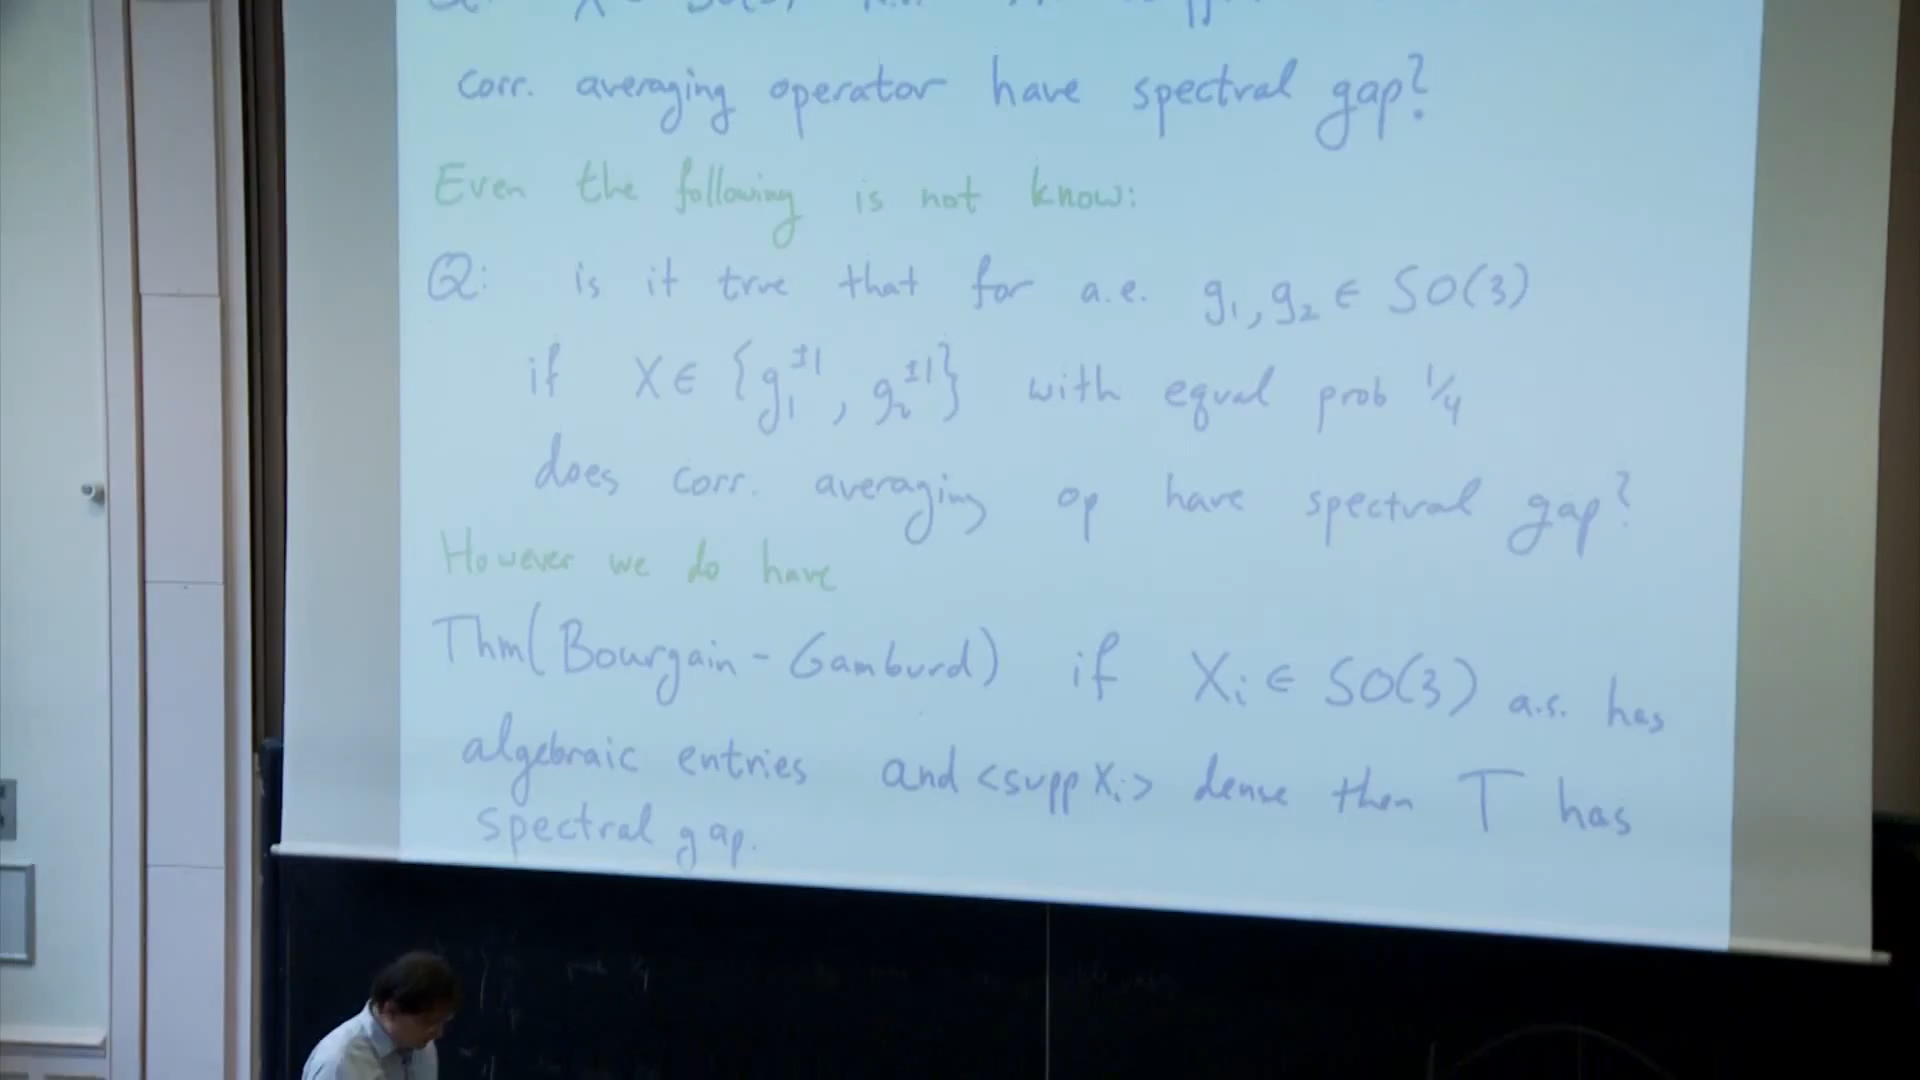 corr. averaging operator have spectral gap?
Even the following is not know:
Q: is it true that for a.e. g₁, g₂ ∈ SO(3)
if X ∈ {g₁^±1, g₂^±1} with equal prob 1/4
does corr. averaging op have spectral gap?
However we do have
Thm(Bourgain - Gamburd) if Xᵢ ∈ SO(3) a.s. has
algebraic entries and <supp Xᵢ> dense then T has
spectral gap.